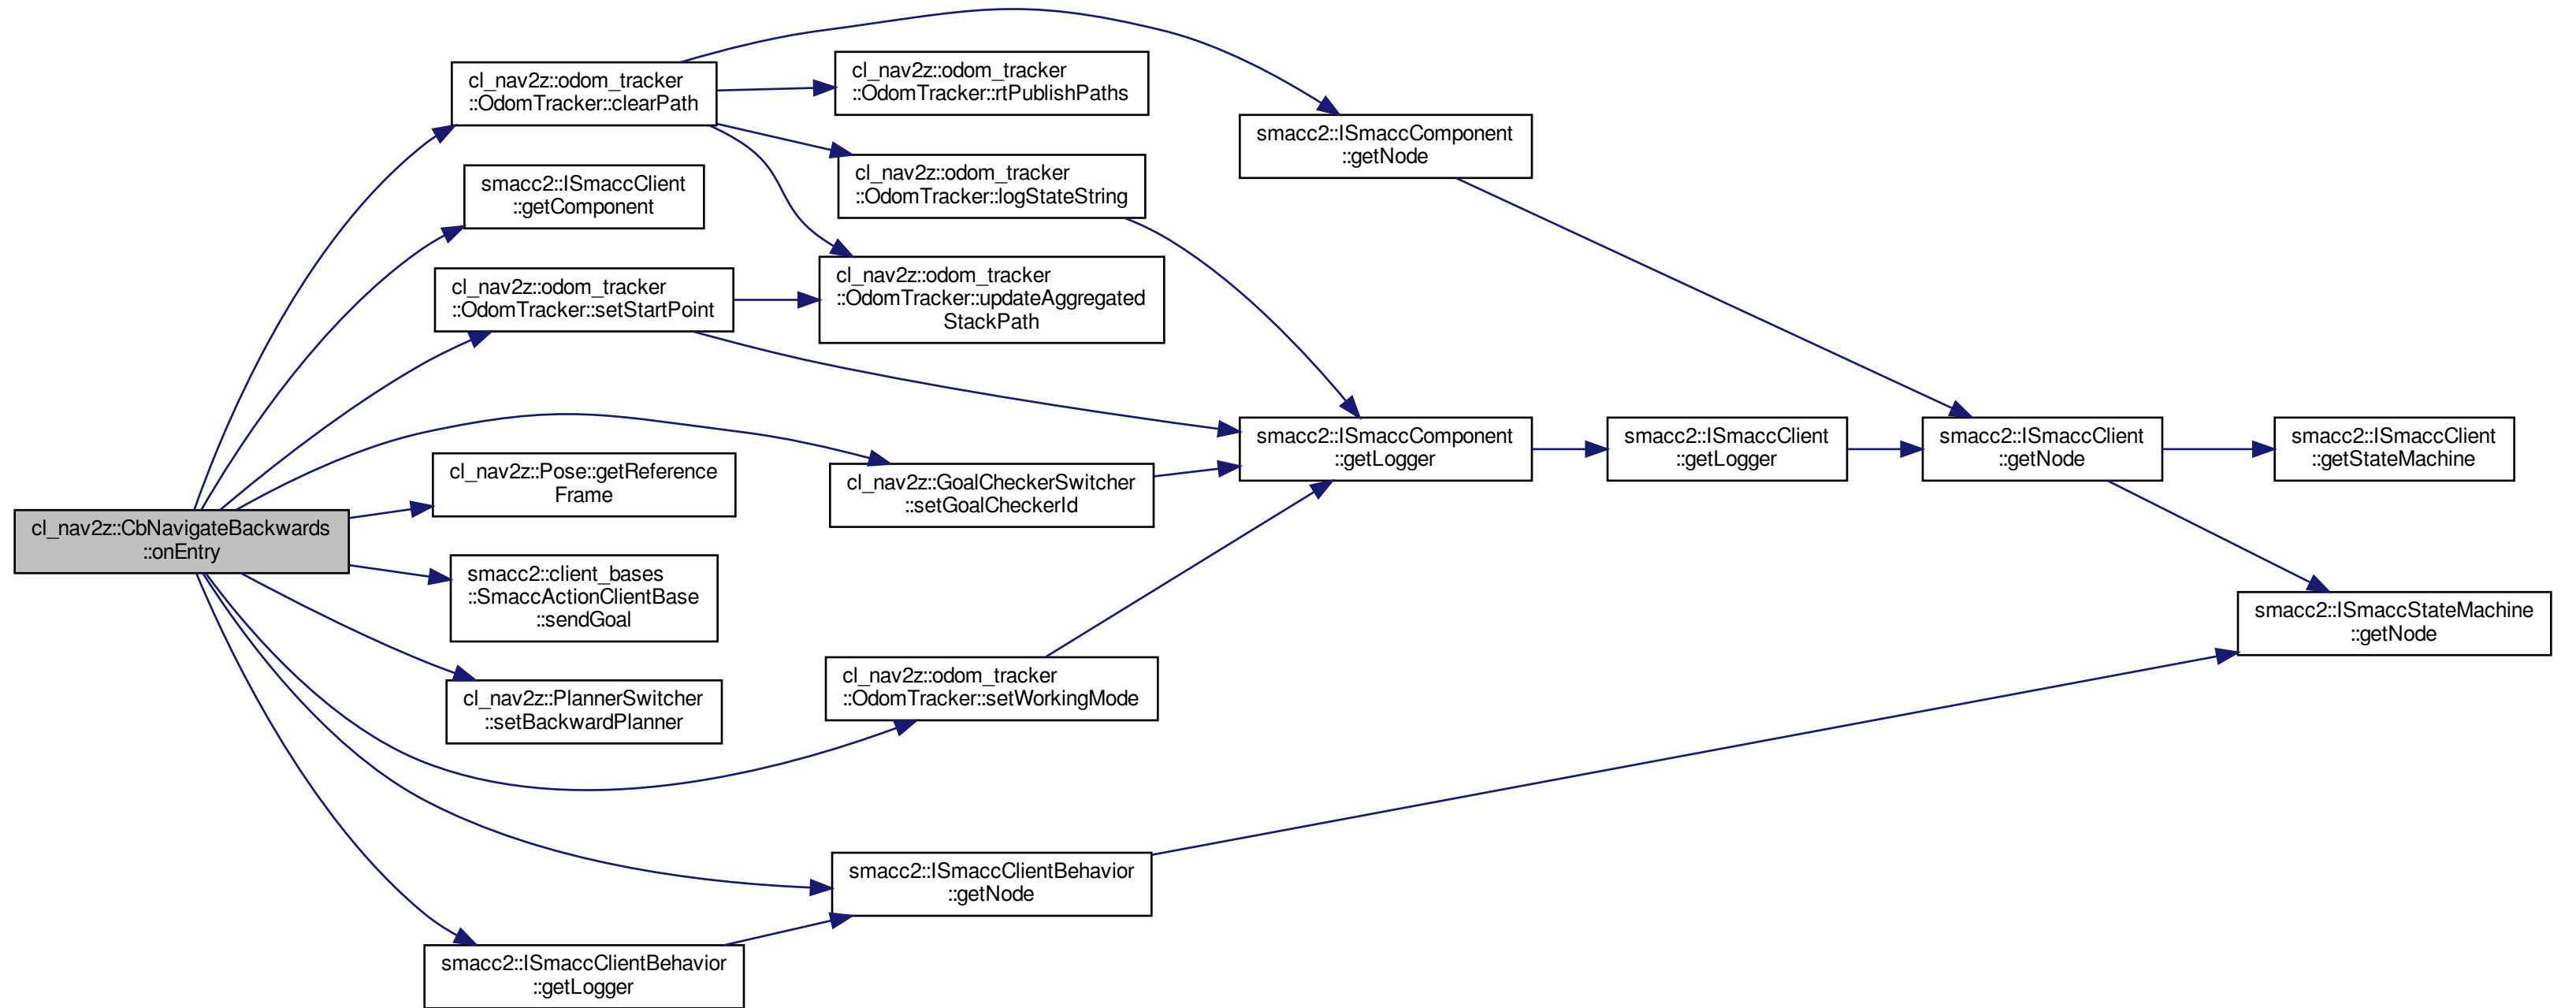 cl_nav2z::odom_tracker
::OdomTracker::clearPath
cl_nav2z::odom_tracker
::OdomTracker::rtPublishPaths
smacc2::ISmaccComponent
::getNode
smacc2::ISmaccClient
::getComponent
cl_nav2z::odom_tracker
::OdomTracker::logStateString
cl_nav2z::odom_tracker
::OdomTracker::setStartPoint
cl_nav2z::odom_tracker
::OdomTracker::updateAggregated
StackPath
smacc2::ISmaccComponent
::getLogger
smacc2::ISmaccClient
::getLogger
smacc2::ISmaccClient
::getNode
smacc2::ISmaccClient
::getStateMachine
cl_nav2z::Pose::getReference
Frame
cl_nav2z::GoalCheckerSwitcher
::setGoalCheckerId
cl_nav2z::CbNavigateBackwards
::onEntry
smacc2::client_bases
::SmaccActionClientBase
::sendGoal
smacc2::ISmaccStateMachine
::getNode
cl_nav2z::PlannerSwitcher
::setBackwardPlanner
cl_nav2z::odom_tracker
::OdomTracker::setWorkingMode
smacc2::ISmaccClientBehavior
::getNode
smacc2::ISmaccClientBehavior
::getLogger